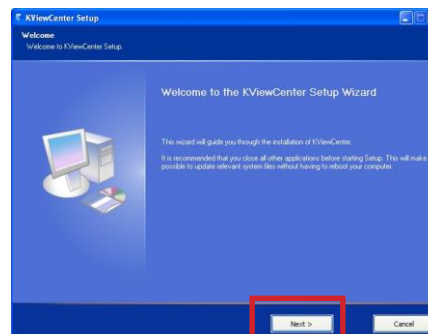 KViewCenter Setup
Welcome
Welcome to KViewCenter Setup.
Welcome to the KViewCenter Setup Wizard
This wizard will guide you through the installation of KViewCenter.
It is recommended that you close all other applications before starting Setup. This will make
possible to update relevant system files without having to reboot your computer.
Next >
Cancel